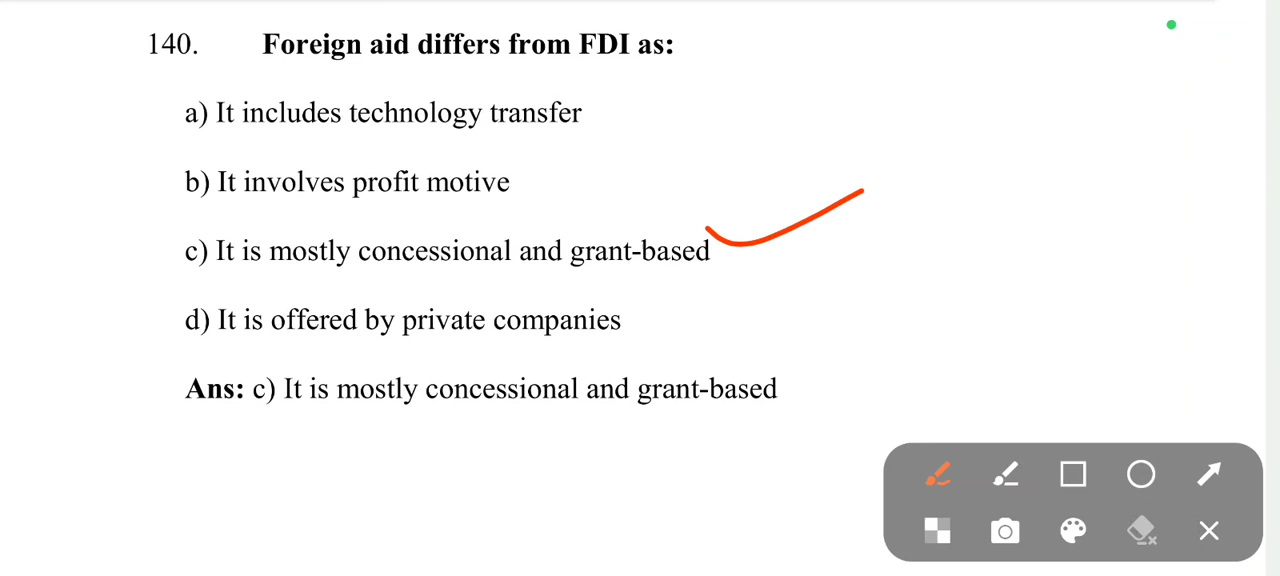 140. Foreign aid differs from FDI as:
a) It includes technology transfer
b) It involves profit motive
c) It is mostly concessional and grant-based
d) It is offered by private companies
Ans: c) It is mostly concessional and grant-based